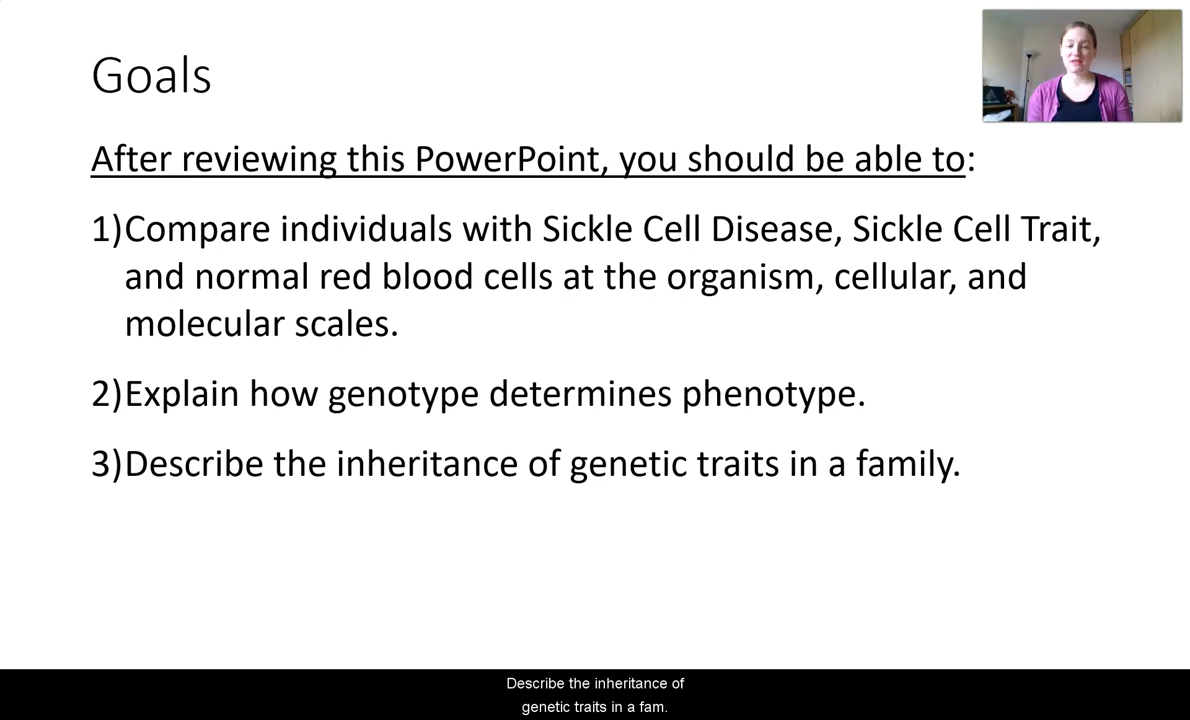 Goals
After reviewing this PowerPoint, you should be able to:
1)Compare individuals with Sickle Cell Disease, Sickle Cell Trait,
and normal red blood cells at the organism, cellular, and
molecular scales.
2)Explain how genotype determines phenotype.
3)Describe the inheritance of genetic traits in a family.
Describe the inheritance of
genetic traits in a fam.